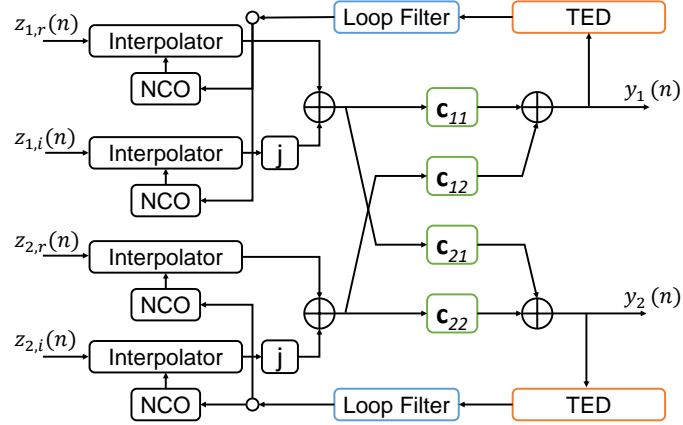 Loop Filter
TED
z₁,ᵣ(n)
Interpolator
NCO
c₁₁
y₁ (n)
z₁,ᵢ(n)
Interpolator
j
c₁₂
NCO
z₂,ᵣ(n)
Interpolator
c₂₁
NCO
c₂₂
y₂ (n)
z₂,ᵢ(n)
Interpolator
j
NCO
Loop Filter
TED